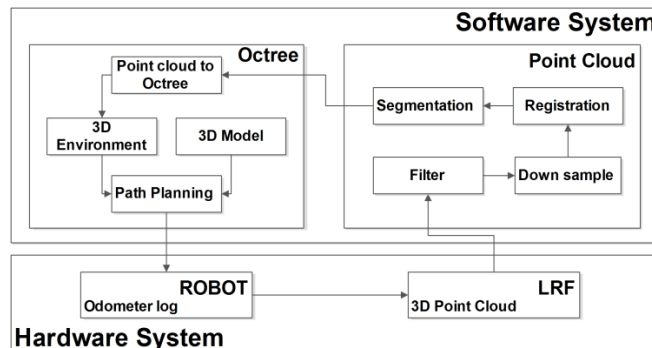 Software System
Octree
Point cloud to
Octree
3D
Environment
3D Model
Path Planning
Point Cloud
Segmentation
Registration
Filter
Down sample
ROBOT
Odometer log
LRF
3D Point Cloud
Hardware System